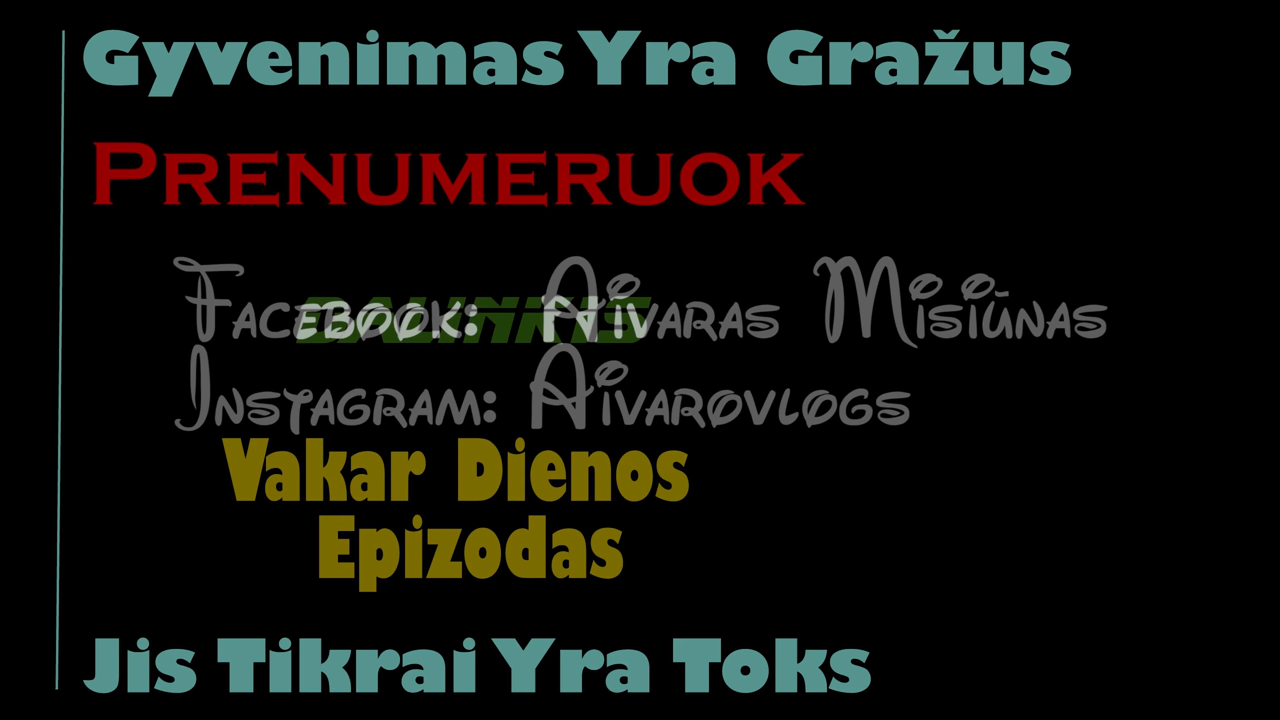 Gyvenimas Yra Gražus
Prenumeruok
Facebook: Aivaras Misiūnas
Instagram: Aivarovlogs
Vakar Dienos
Epizodas
Jis Tikrai Yra Toks